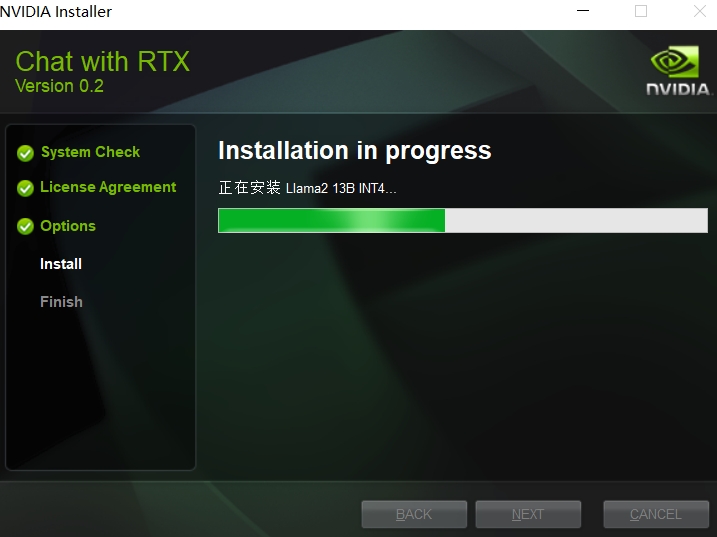 NVIDIA Installer
Chat with RTX
Version 0.2
NVIDIA.
System Check
License Agreement
Options
Install
Finish
Installation in progress
正在安装 Llama2 13B INT4...
BACK
NEXT
CANCEL